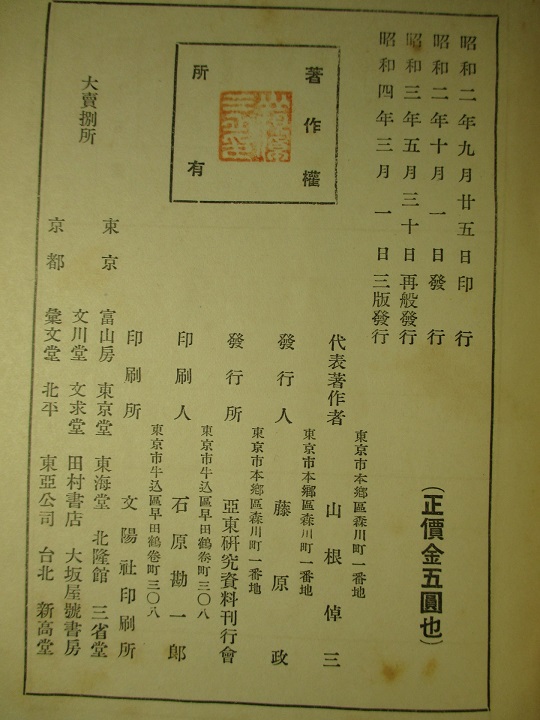 昭和二年九月廿五日印行
昭和二年十月一日發行
昭和三年五月三十日再般發行
昭和四年三月一日三版發行
(正價金五圓也)
著作權
所有
東京市本鄉區森川町一番地
代表著作者 山根倬三
東京市本鄉區森川町一番地
發行人 藤原政
東京市本鄉區森川町一番地
發行所 亞東硏究資料刊行會
東京市牛込區早田鶴卷町三〇八
印刷人 石原勘一郎
東京市牛込區早田鶴卷町三〇八
印刷所 文陽社印刷所
大賣捌所
東京 富山房 東京堂 東海堂 北隆館 三省堂
文川堂 文求堂 田村書店 大坂屋號書房
京都 彙文堂 北平 東亞公司 台北 新高堂